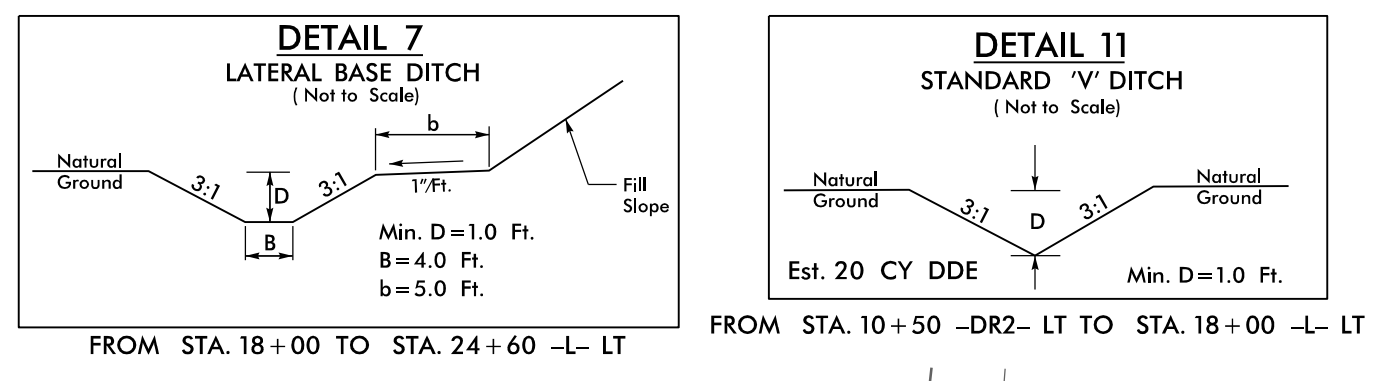 DETAIL 7
LATERAL BASE DITCH
( Not to Scale)
b
Natural
Ground
3:1
D
3:1
1"/Ft.
Fill
Slope
B
Min. D=1.0 Ft.
B=4.0 Ft.
b=5.0 Ft.
FROM STA. 18+00 TO STA. 24+60 -L- LT
DETAIL 11
STANDARD 'V' DITCH
( Not to Scale)
Natural
Ground
3:1
D
3:1
Natural
Ground
Est. 20 CY DDE
Min. D=1.0 Ft.
FROM STA. 10+50 -DR2- LT TO STA. 18+00 -L- LT